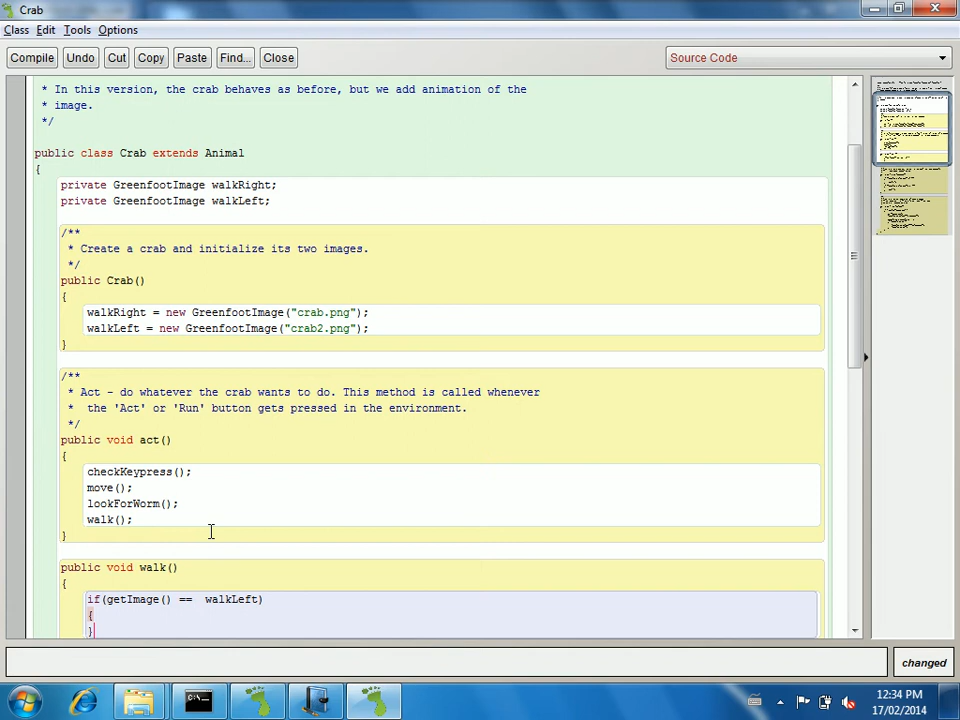 Crab
Class Edit Tools Options
Compile Undo Cut Copy Paste Find... Close Source Code
* In this version, the crab behaves as before, but we add animation of the
* image.
*/
public class Crab extends Animal
{
private GreenfootImage walkRight;
private GreenfootImage walkLeft;
/**
* Create a crab and initialize its two images.
*/
public Crab()
{
walkRight = new GreenfootImage("crab.png");
walkLeft = new GreenfootImage("crab2.png");
}
/**
* Act - do whatever the crab wants to do. This method is called whenever
* the 'Act' or 'Run' button gets pressed in the environment.
*/
public void act()
{
checkKeypress();
move();
lookForWorm();
walk();
}
public void walk()
{
if(getImage() == walkLeft)
{
}
changed
12:34 PM
17/02/2014